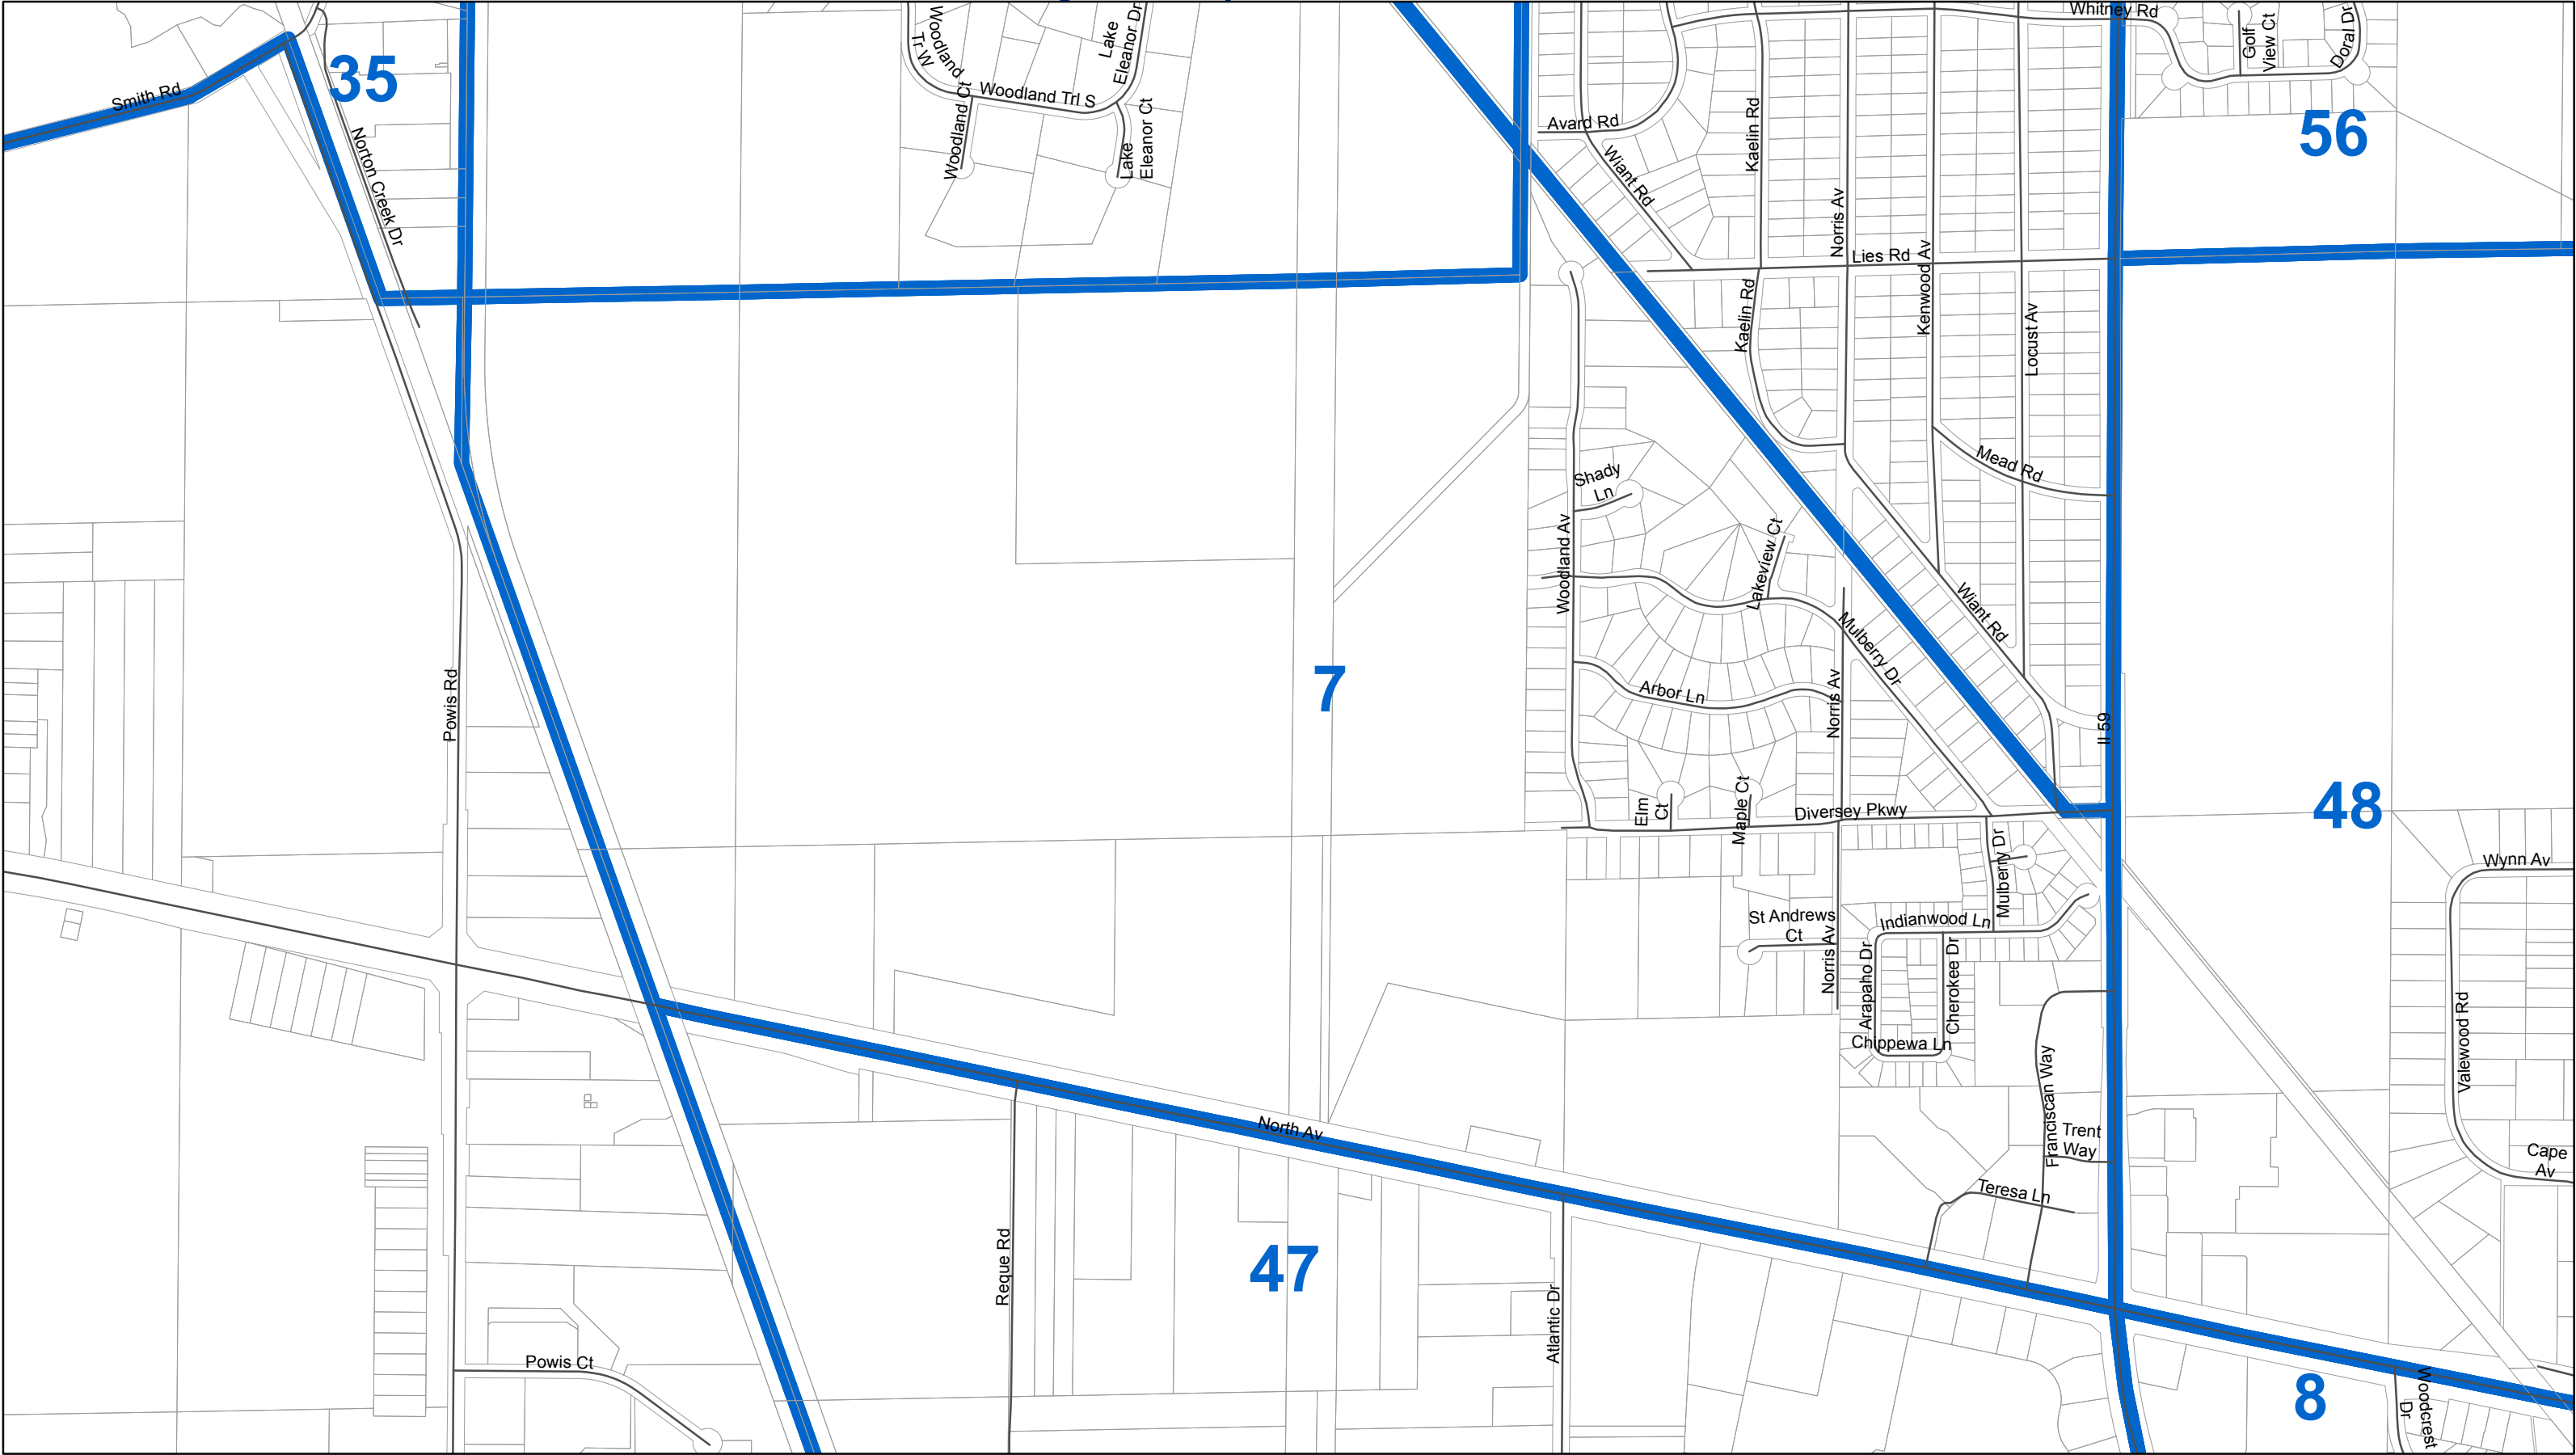 Whitney Rd
Woodland
Tr W
Lake
Eleanor Dr
Golf
View Ct
Doral Dr
35
Smith Rd
Woodland Trl S
Woodland Ct
Lake
Eleanor Ct
Avard Rd
Kaelin Rd
56
Norton Creek Dr
Wiant Rd
Norris Av
Lies Rd
Kenwood Av
Kaelin Rd
Locust Av
Mead Rd
Shady
Ln
Woodland Av
Lakeview Ct
Wiant Rd
Mulberry Dr
7
Powis Rd
Arbor Ln
Norris Av
Il 59
48
Elm
Ct
Maple Ct
Diversey Pkwy
Mulberry Dr
Wynn Av
St Andrews
Ct
Indianwood Ln
Norris Av
Arapaho Dr
Cherokee Dr
Chippewa Ln
Valewood Rd
Franciscan Way
North Av
Trent
Way
Cape
Av
Teresa Ln
Reque Rd
47
Atlantic Dr
Powis Ct
8
Woodcrest
Dr